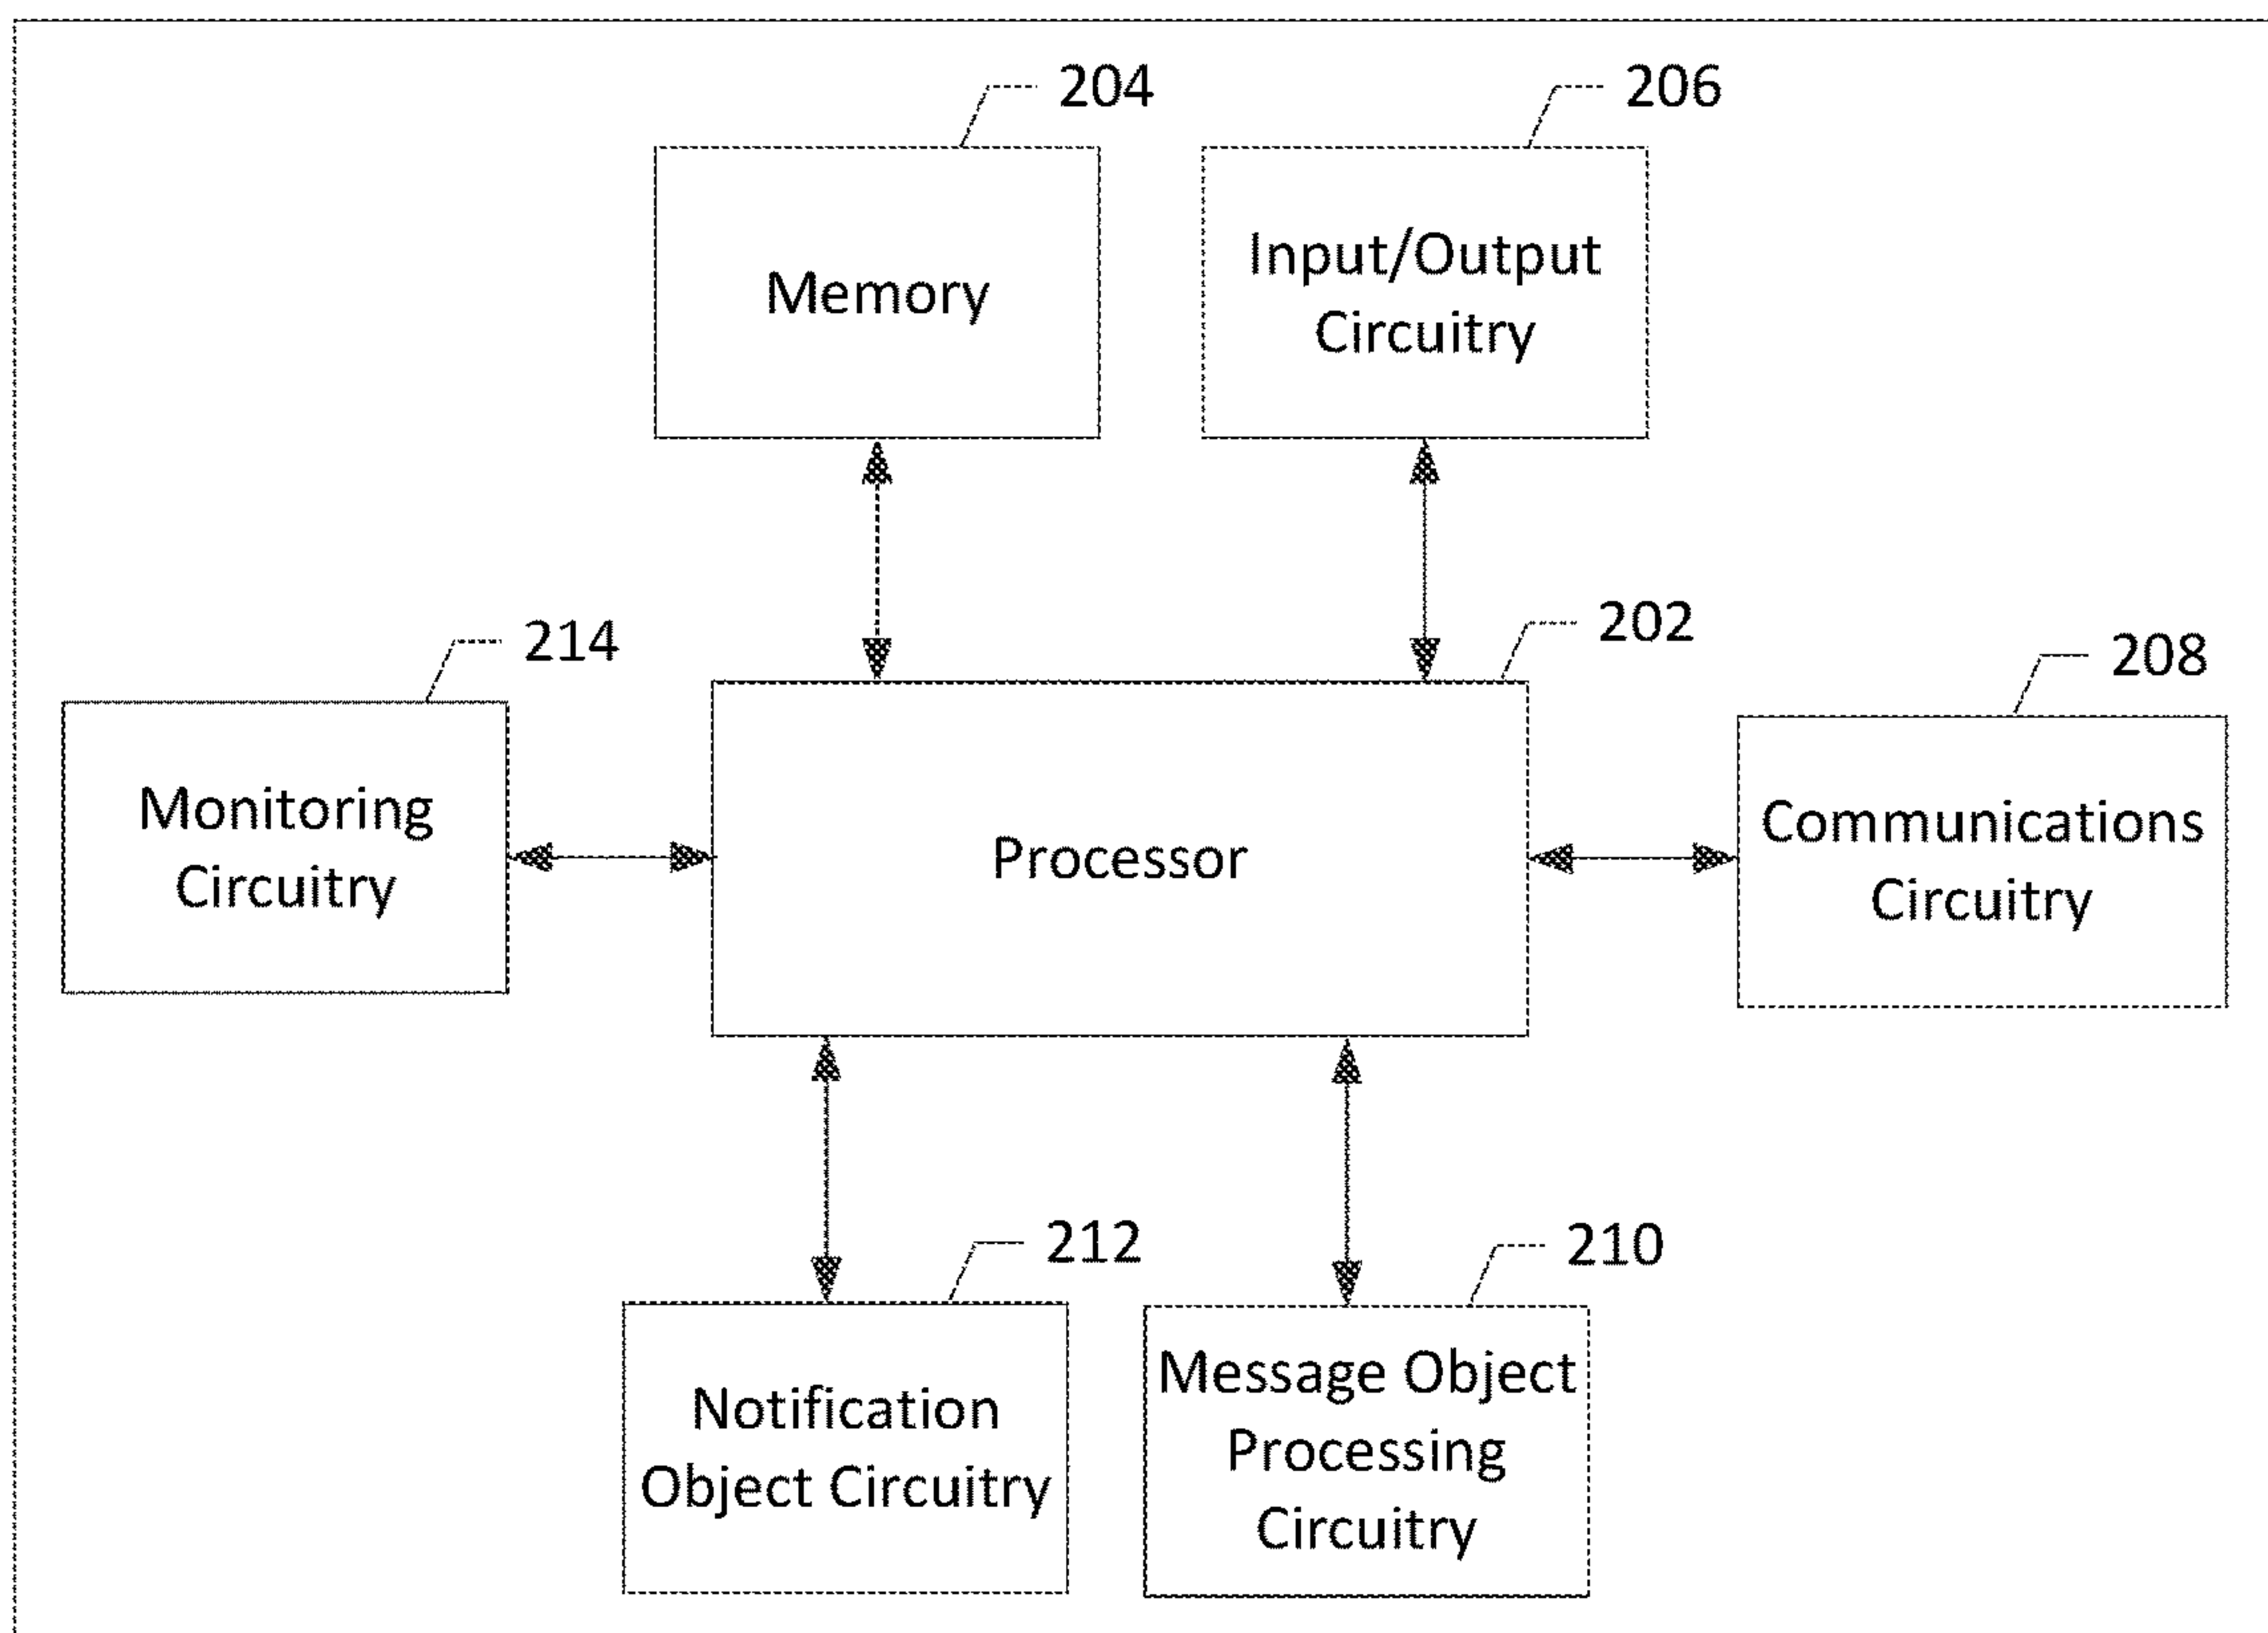 204
206
Memory
Input/Output
Circuitry
202
214
208
Monitoring
Circuitry
Processor
Communications
Circuitry
212
210
Notification
Object Circuitry
Message Object
Processing
Circuitry